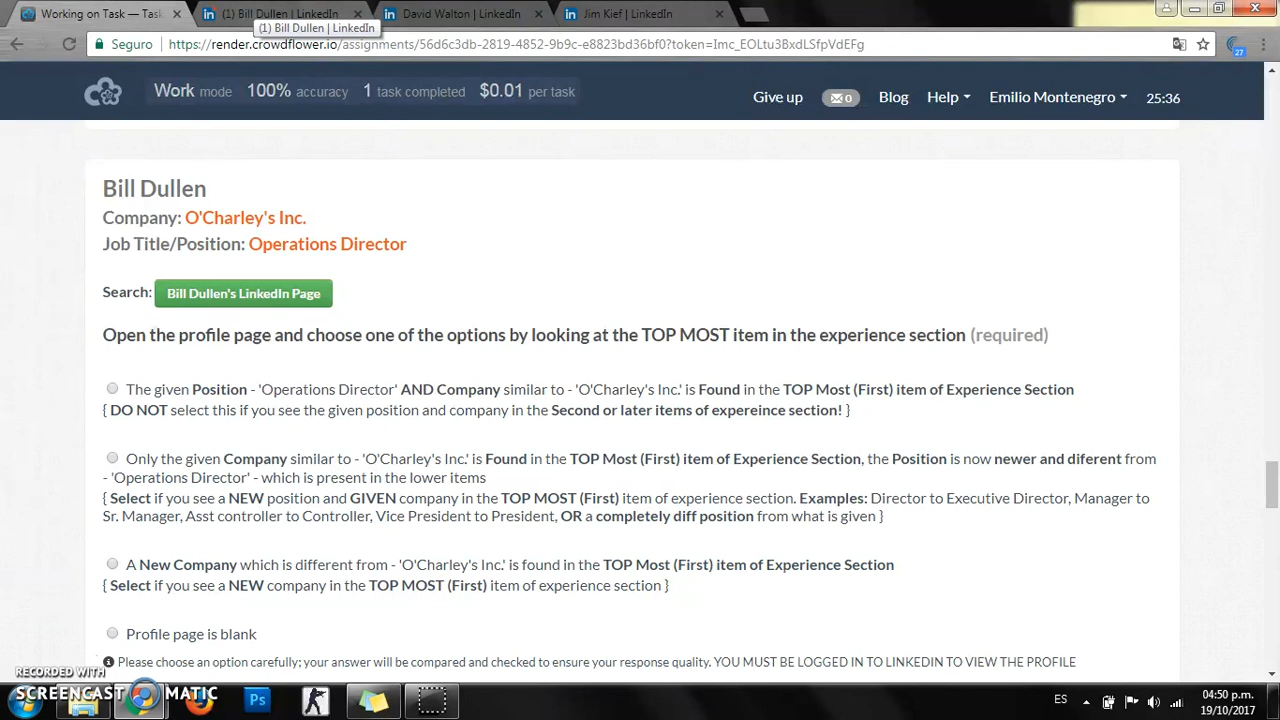 Working on Task — Task
(1) Bill Dullen | LinkedIn
David Walton | LinkedIn
Jim Kief | LinkedIn
(1) Bill Dullen | LinkedIn
Seguro
https://render.crowdflower.io/assignments/56d6c3db-2819-4852-9b9c-e8823bd36bf0?token=Imc_EOLtu3BxdLSfpVdEFg
27
Work mode 100% accuracy 1 task completed $0.01 per task
Give up 0 Blog Help Emilio Montenegro 25:36
Bill Dullen
Company: O'Charley's Inc.
Job Title/Position: Operations Director
Search: Bill Dullen's LinkedIn Page
Open the profile page and choose one of the options by looking at the TOP MOST item in the experience section (required)
The given Position - 'Operations Director' AND Company similar to - 'O'Charley's Inc.' is Found in the TOP Most (First) item of Experience Section
{ DO NOT select this if you see the given position and company in the Second or later items of expereince section! }
Only the given Company similar to - 'O'Charley's Inc.' is Found in the TOP Most (First) item of Experience Section, the Position is now newer and diferent from
- 'Operations Director' - which is present in the lower items
{ Select if you see a NEW position and GIVEN company in the TOP MOST (First) item of experience section. Examples: Director to Executive Director, Manager to
Sr. Manager, Asst controller to Controller, Vice President to President, OR a completely diff position from what is given }
A New Company which is different from - 'O'Charley's Inc.' is found in the TOP Most (First) item of Experience Section
{ Select if you see a NEW company in the TOP MOST (First) item of experience section }
Profile page is blank
Please choose an option carefully; your answer will be compared and checked to ensure your response quality. YOU MUST BE LOGGED IN TO LINKEDIN TO VIEW THE PROFILE
RECORDED WITH
SCREENCAST MATIC
Ps
ES
04:50 p.m.
19/10/2017